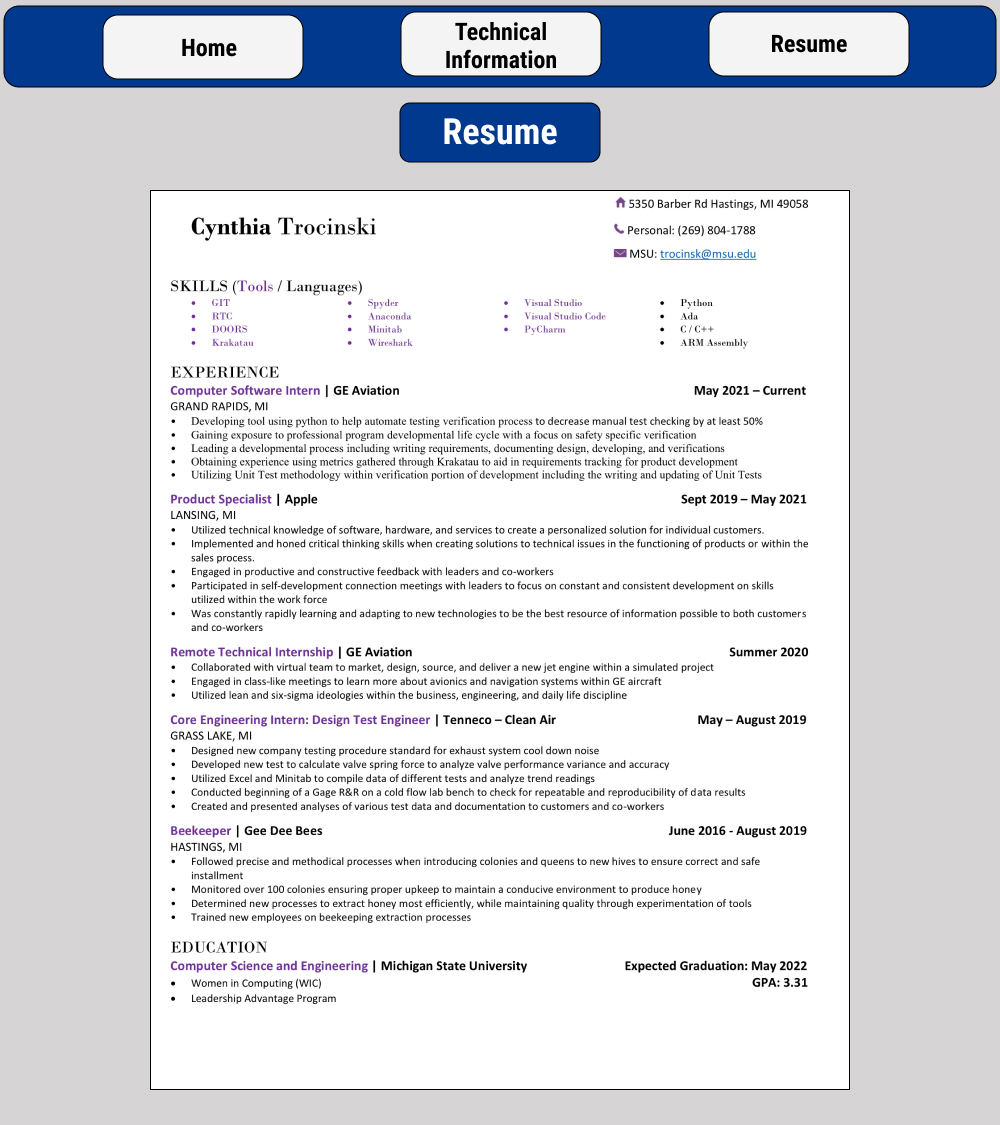 Home
Technical
Information
Resume
Resume
5350 Barber Rd Hastings, MI 49058
Cynthia Trocinski
Personal: (269) 804-1788
MSU: trocinsk@msu.edu
SKILLS (Tools / Languages)
• GIT • Spyder • Visual Studio • Python
• RTC • Anaconda • Visual Studio Code • Ada
• DOORS • Minitab • PyCharm • C / C++
• Krakatau • Wireshark • ARM Assembly
EXPERIENCE
Computer Software Intern | GE Aviation May 2021 – Current
GRAND RAPIDS, MI
• Developing tool using python to help automate testing verification process to decrease manual test checking by at least 50%
• Gaining exposure to professional program developmental life cycle with a focus on safety specific verification
• Leading a developmental process including writing requirements, documenting design, developing, and verifications
• Obtaining experience using metrics gathered through Krakatau to aid in requirements tracking for product development
• Utilizing Unit Test methodology within verification portion of development including the writing and updating of Unit Tests
Product Specialist | Apple Sept 2019 – May 2021
LANSING, MI
• Utilized technical knowledge of software, hardware, and services to create a personalized solution for individual customers.
• Implemented and honed critical thinking skills when creating solutions to technical issues in the functioning of products or within the
sales process.
• Engaged in productive and constructive feedback with leaders and co-workers
• Participated in self-development connection meetings with leaders to focus on constant and consistent development on skills
utilized within the work force
• Was constantly rapidly learning and adapting to new technologies to be the best resource of information possible to both customers
and co-workers
Remote Technical Internship | GE Aviation Summer 2020
• Collaborated with virtual team to market, design, source, and deliver a new jet engine within a simulated project
• Engaged in class-like meetings to learn more about avionics and navigation systems within GE aircraft
• Utilized lean and six-sigma ideologies within the business, engineering, and daily life discipline
Core Engineering Intern: Design Test Engineer | Tenneco – Clean Air May – August 2019
GRASS LAKE, MI
• Designed new company testing procedure standard for exhaust system cool down noise
• Developed new test to calculate valve spring force to analyze valve performance variance and accuracy
• Utilized Excel and Minitab to compile data of different tests and analyze trend readings
• Conducted beginning of a Gage R&R on a cold flow lab bench to check for repeatable and reproducibility of data results
• Created and presented analyses of various test data and documentation to customers and co-workers
Beekeeper | Gee Dee Bees June 2016 - August 2019
HASTINGS, MI
• Followed precise and methodical processes when introducing colonies and queens to new hives to ensure correct and safe
installment
• Monitored over 100 colonies ensuring proper upkeep to maintain a conducive environment to produce honey
• Determined new processes to extract honey most efficiently, while maintaining quality through experimentation of tools
• Trained new employees on beekeeping extraction processes
EDUCATION
Computer Science and Engineering | Michigan State University Expected Graduation: May 2022
• Women in Computing (WIC) GPA: 3.31
• Leadership Advantage Program